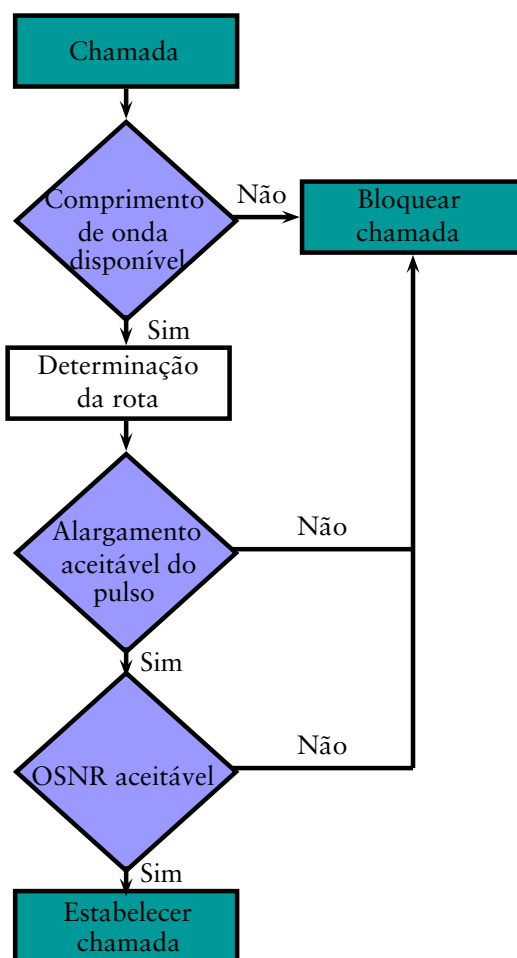 Chamada
Comprimento
de onda
disponível
Não
Bloquear
chamada
Sim
Determinação
da rota
Alargamento
aceitável do
pulso
Não
Sim
OSNR aceitável
Não
Sim
Estabelecer
chamada